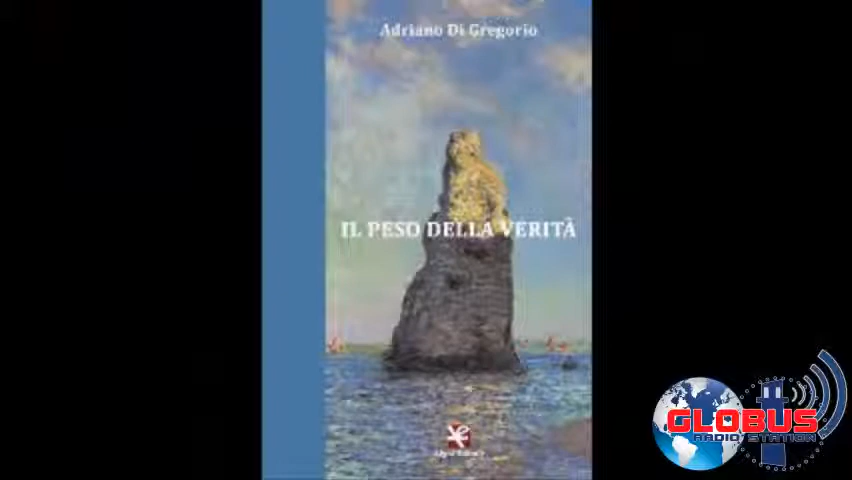 Adriano Di Gregorio
IL PESO DELLA VERITÀ
GLOBUS
RADIO STATION